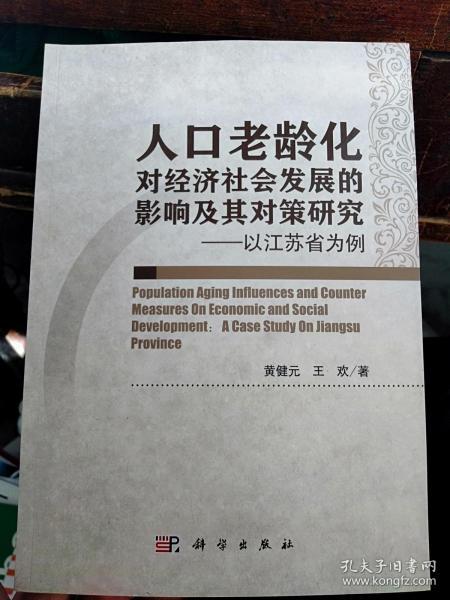 人口老龄化
对经济社会发展的
影响及其对策研究
——以江苏省为例
Population Aging Influences and Counter
Measures On Economic and Social
Development: A Case Study On Jiangsu
Province
黄健元 王 欢/著
SP 科学出版社
孔夫子旧书网
www.kongfz.com